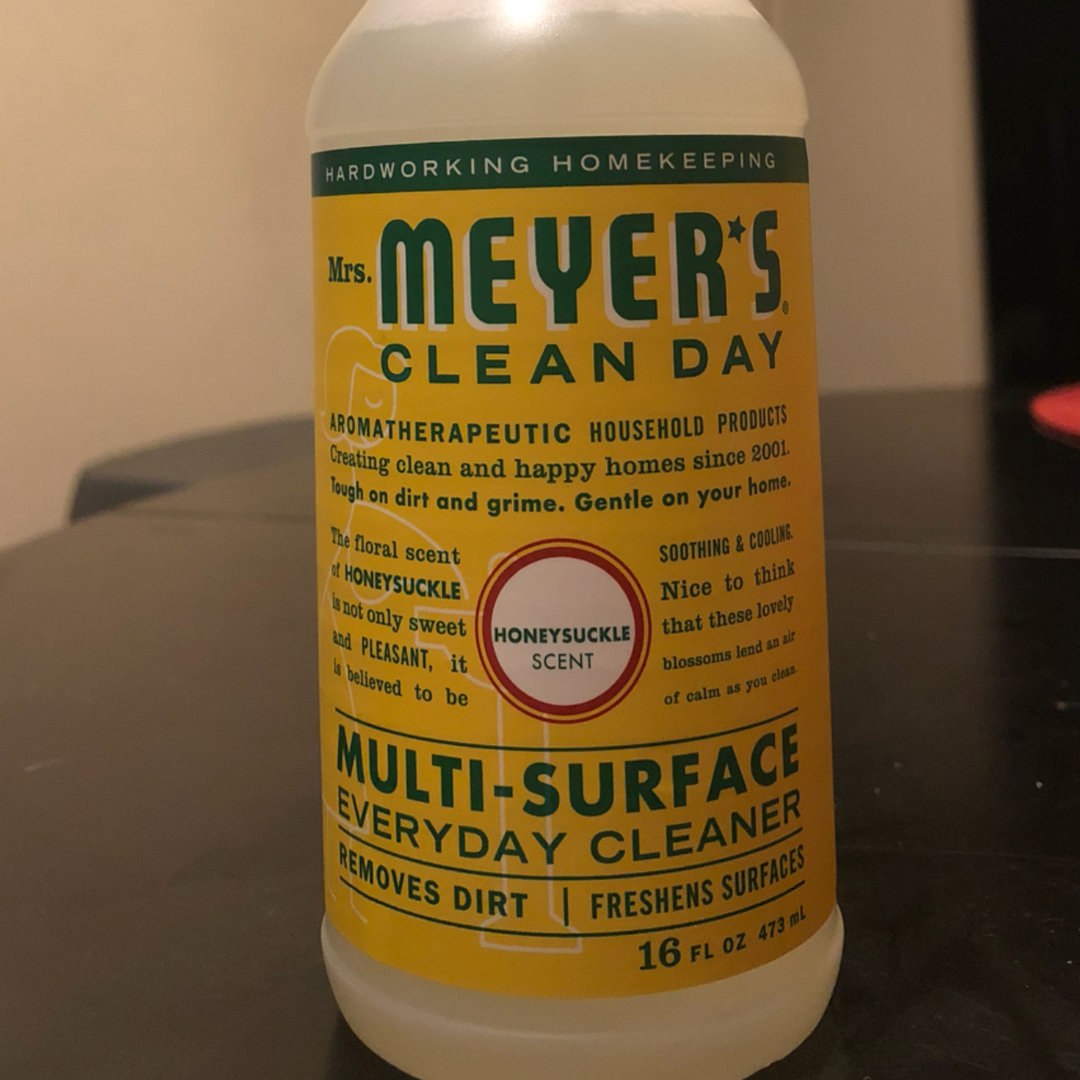 HARDWORKING HOMEKEEPING
Mrs. MEYER'S®
CLEAN DAY
AROMATHERAPEUTIC HOUSEHOLD PRODUCTS
Creating clean and happy homes since 2001.
Tough on dirt and grime. Gentle on your home.
The floral scent
of HONEYSUCKLE
is not only sweet
and PLEASANT, it
is believed to be
HONEYSUCKLE
SCENT
SOOTHING & COOLING.
Nice to think
that these lovely
blossoms lend an air
of calm as you clean.
MULTI-SURFACE
EVERYDAY CLEANER
REMOVES DIRT | FRESHENS SURFACES
16 FL OZ 473 mL